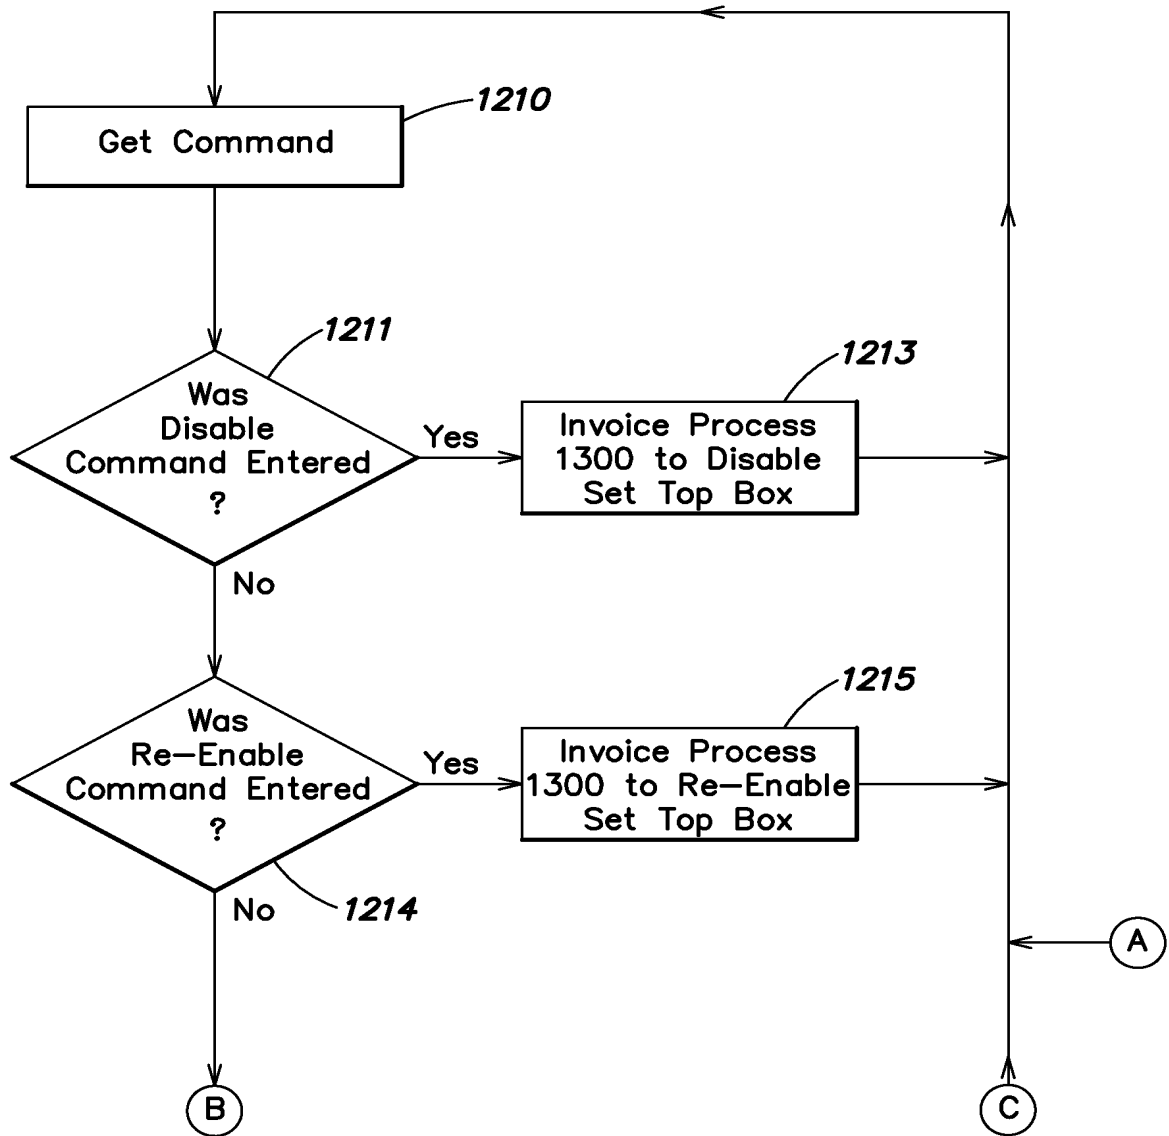 1210
Get Command
1211
Was
Disable
Command Entered
?
Yes
No
1213
Invoice Process
1300 to Disable
Set Top Box
Was
Re-Enable
Command Entered
?
Yes
No
1214
1215
Invoice Process
1300 to Re-Enable
Set Top Box
A
B
C